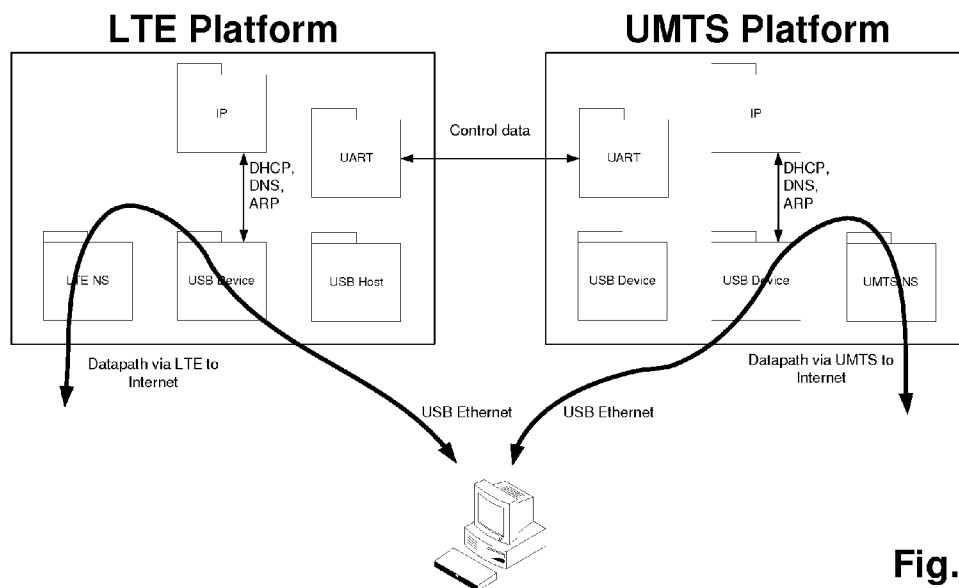 LTE Platform
UMTS Platform
IP
IP
UART
Control data
UART
DHCP,
DNS,
ARP
DHCP,
DNS,
ARP
LTE NS
USB Device
USB Host
USB Device
USB Device
UMTS NS
Datapath via LTE to
Internet
Datapath via UMTS to
Internet
USB Ethernet
USB Ethernet
Fig.